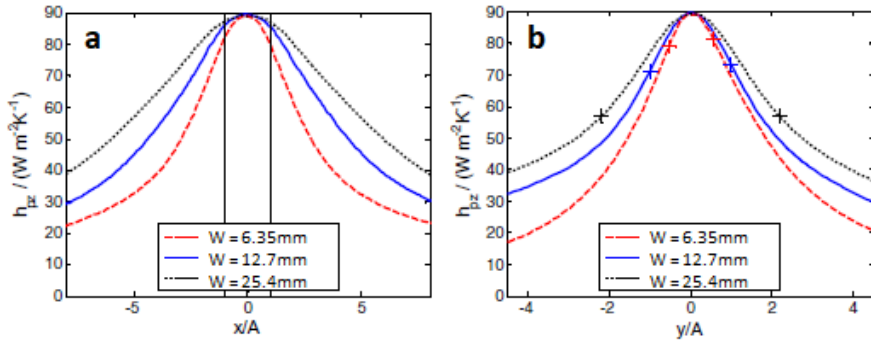 a
90
80
70
60
50
40
30
20
10
0
h_pz / (W m⁻²K⁻¹)
W = 6.35mm
W = 12.7mm
W = 25.4mm
-5 0 5
x/A
b
90
80
70
60
50
40
30
20
10
0
h_pz / (W m⁻²K⁻¹)
W = 6.35mm
W = 12.7mm
W = 25.4mm
-4 -2 0 2 4
y/A